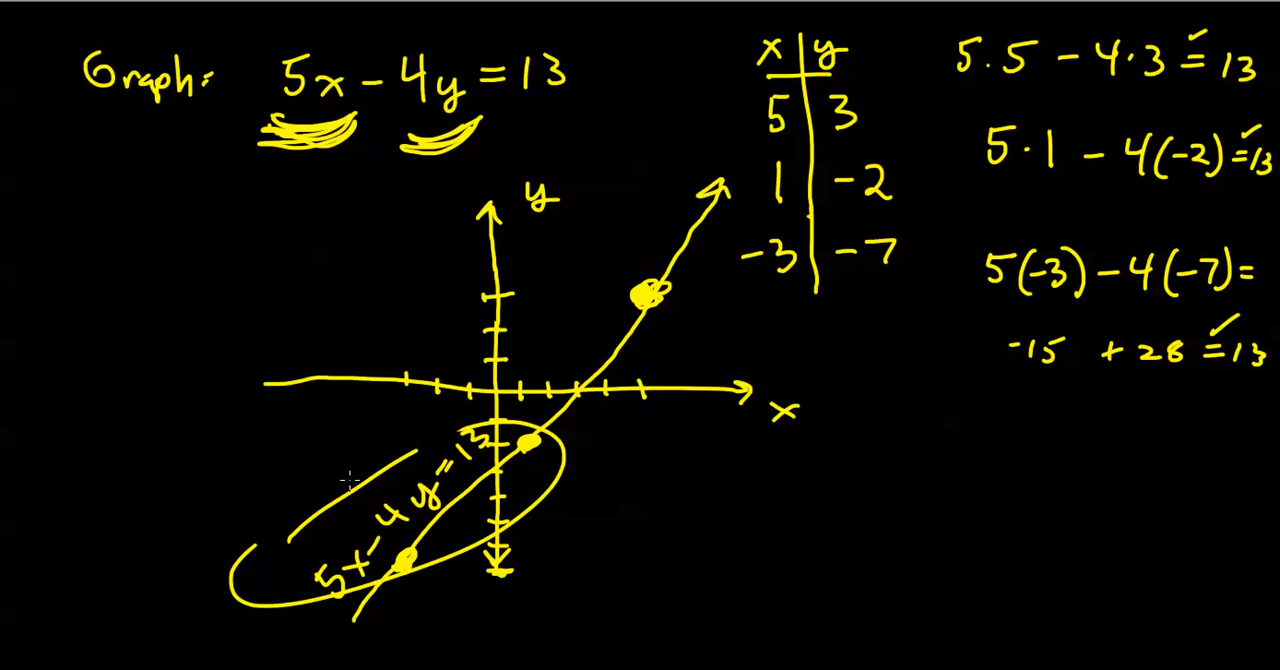 Graph: 5x - 4y = 13
x y
5 3
1 -2
-3 -7
5·5 - 4·3 = 13
5·1 - 4(-2) = 13
5(-3) - 4(-7) =
-15 + 28 = 13
y
x
5x - 4y = 13